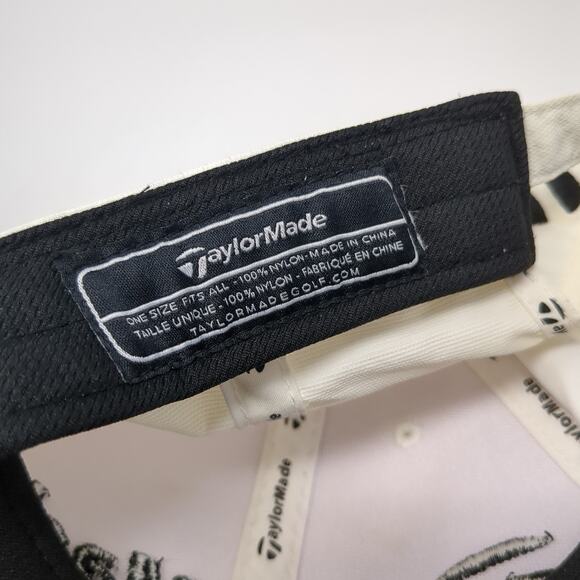 TaylorMade
ONE SIZE FITS ALL - 100% NYLON - MADE IN CHINA
TAILLE UNIQUE - 100% NYLON - FABRIQUÉ EN CHINE
TAYLORMADEGOLF.COM
TaylorMade
TaylorMade